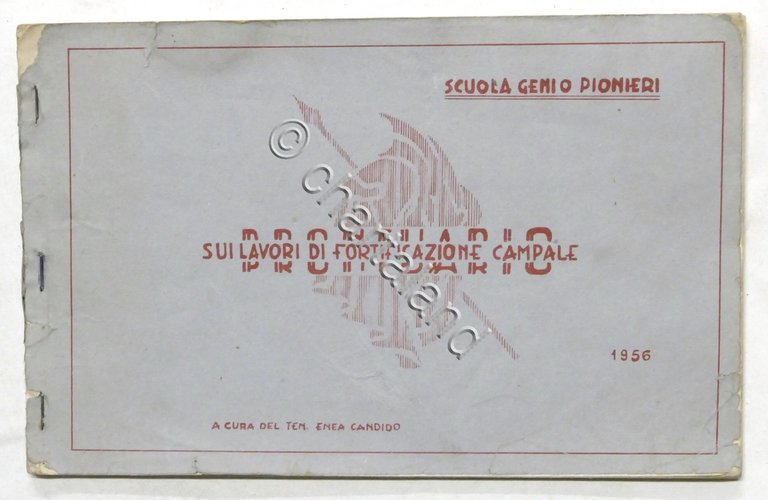 SCUOLA GENIO PIONIERI
PRONTUARIO
SUI LAVORI DI FORTIFICAZIONE CAMPALE
1956
A CURA DEL TEN. ENEA CANDIDO
© chartaland